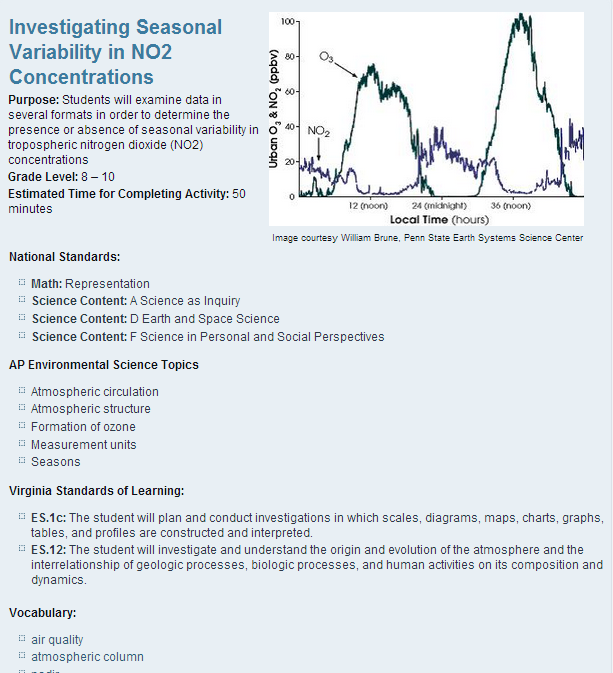 Investigating Seasonal
Variability in NO2
Concentrations
Purpose: Students will examine data in
several formats in order to determine the
presence or absence of seasonal variability in
tropospheric nitrogen dioxide (NO2)
concentrations
Grade Level: 8 – 10
Estimated Time for Completing Activity: 50
minutes
Urban O3 & NO2 (ppbv)
100
80
60
40
20
0
O3
NO2
12 (noon) 24 (midnight) 36 (noon)
Local Time (hours)
Image courtesy William Brune, Penn State Earth Systems Science Center
National Standards:
Math: Representation
Science Content: A Science as Inquiry
Science Content: D Earth and Space Science
Science Content: F Science in Personal and Social Perspectives
AP Environmental Science Topics
Atmospheric circulation
Atmospheric structure
Formation of ozone
Measurement units
Seasons
Virginia Standards of Learning:
ES.1c: The student will plan and conduct investigations in which scales, diagrams, maps, charts, graphs,
tables, and profiles are constructed and interpreted.
ES.12: The student will investigate and understand the origin and evolution of the atmosphere and the
interrelationship of geologic processes, biologic processes, and human activities on its composition and
dynamics.
Vocabulary:
air quality
atmospheric column